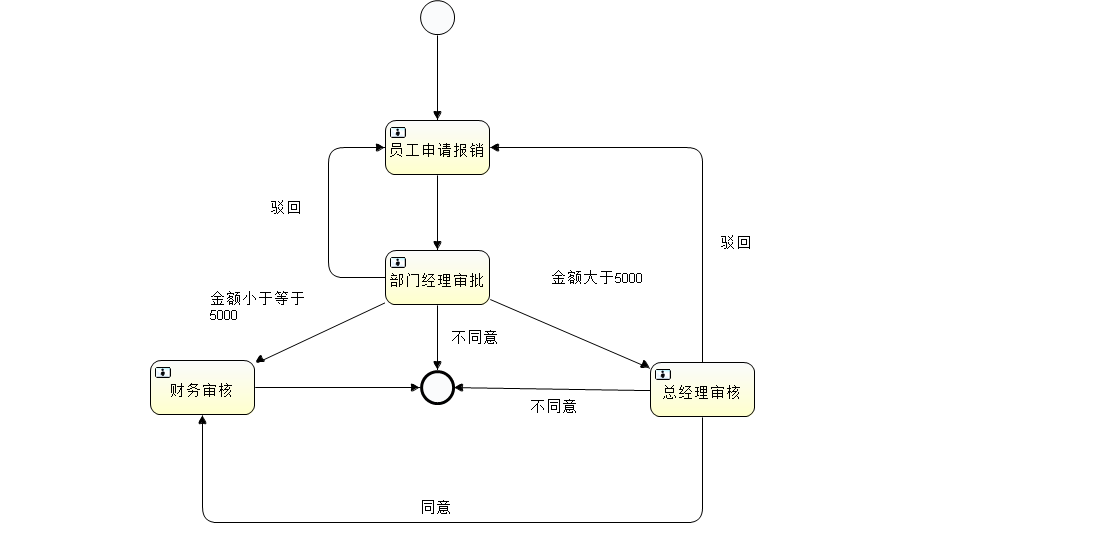 员工申请报销
驳回
驳回
部门经理审批
金额大于5000
金额小于等于
5000
不同意
财务审核
总经理审核
不同意
同意